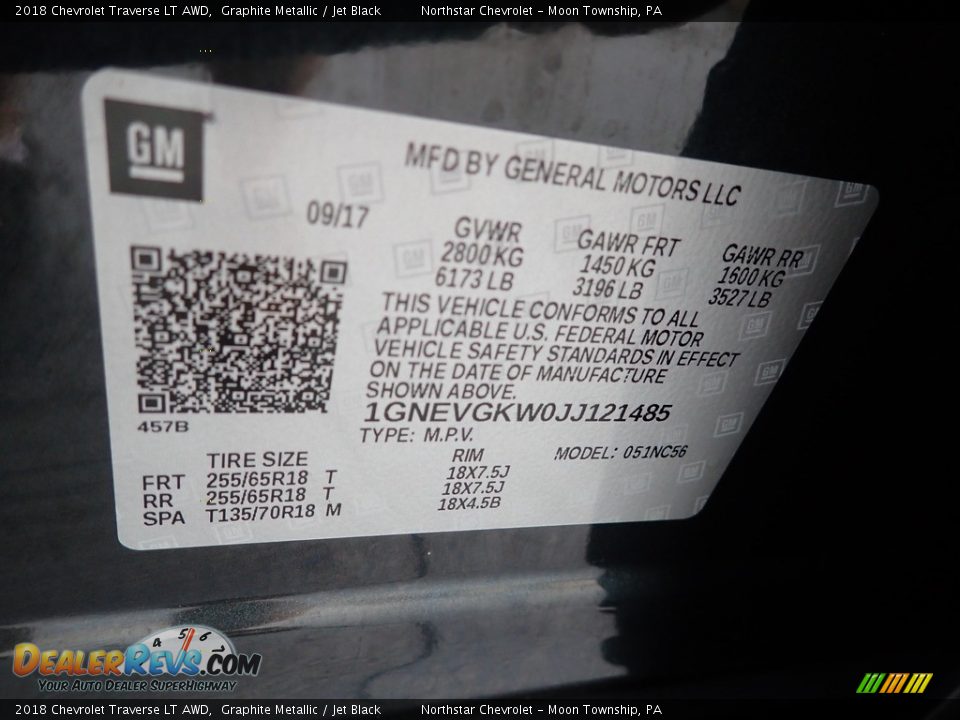 2018 Chevrolet Traverse LT AWD,  Graphite Metallic / Jet Black    Northstar Chevrolet - Moon Township, PA
GM
MFD BY GENERAL MOTORS LLC
09/17
GVWR GAWR FRT GAWR RR
2800 KG 1450 KG 1600 KG
6173 LB 3196 LB 3527 LB
THIS VEHICLE CONFORMS TO ALL
APPLICABLE U.S. FEDERAL MOTOR
VEHICLE SAFETY STANDARDS IN EFFECT
ON THE DATE OF MANUFACTURE
SHOWN ABOVE.
1GNEVGKW0JJ121485
457B
TYPE: M.P.V.
MODEL: 051NC56
TIRE SIZE RIM
FRT 255/65R18 T 18X7.5J
RR 255/65R18 T 18X7.5J
SPA T135/70R18 M 18X4.5B
4 5 6
DEALERREVS.COM
YOUR AUTO DEALER SUPERHIGHWAY
2018 Chevrolet Traverse LT AWD,  Graphite Metallic / Jet Black    Northstar Chevrolet - Moon Township, PA